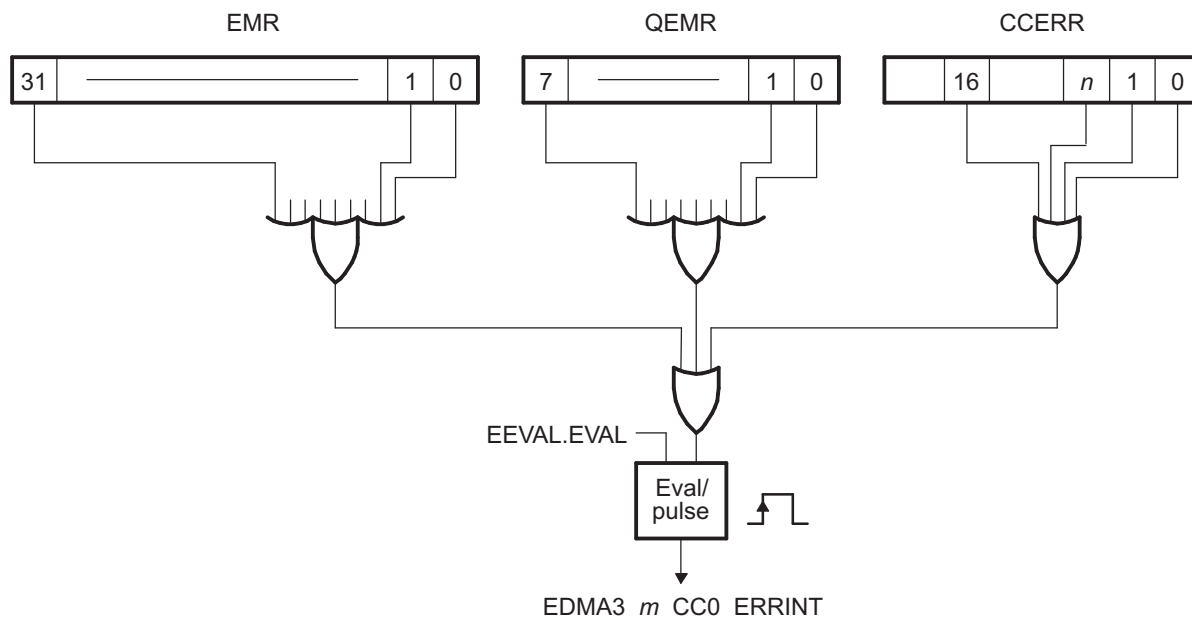 EMR QEMR CCERR
31 1 0 7 1 0 16 n 1 0
EEVAL.EVAL
Eval/
pulse
EDMA3 m CC0 ERRINT